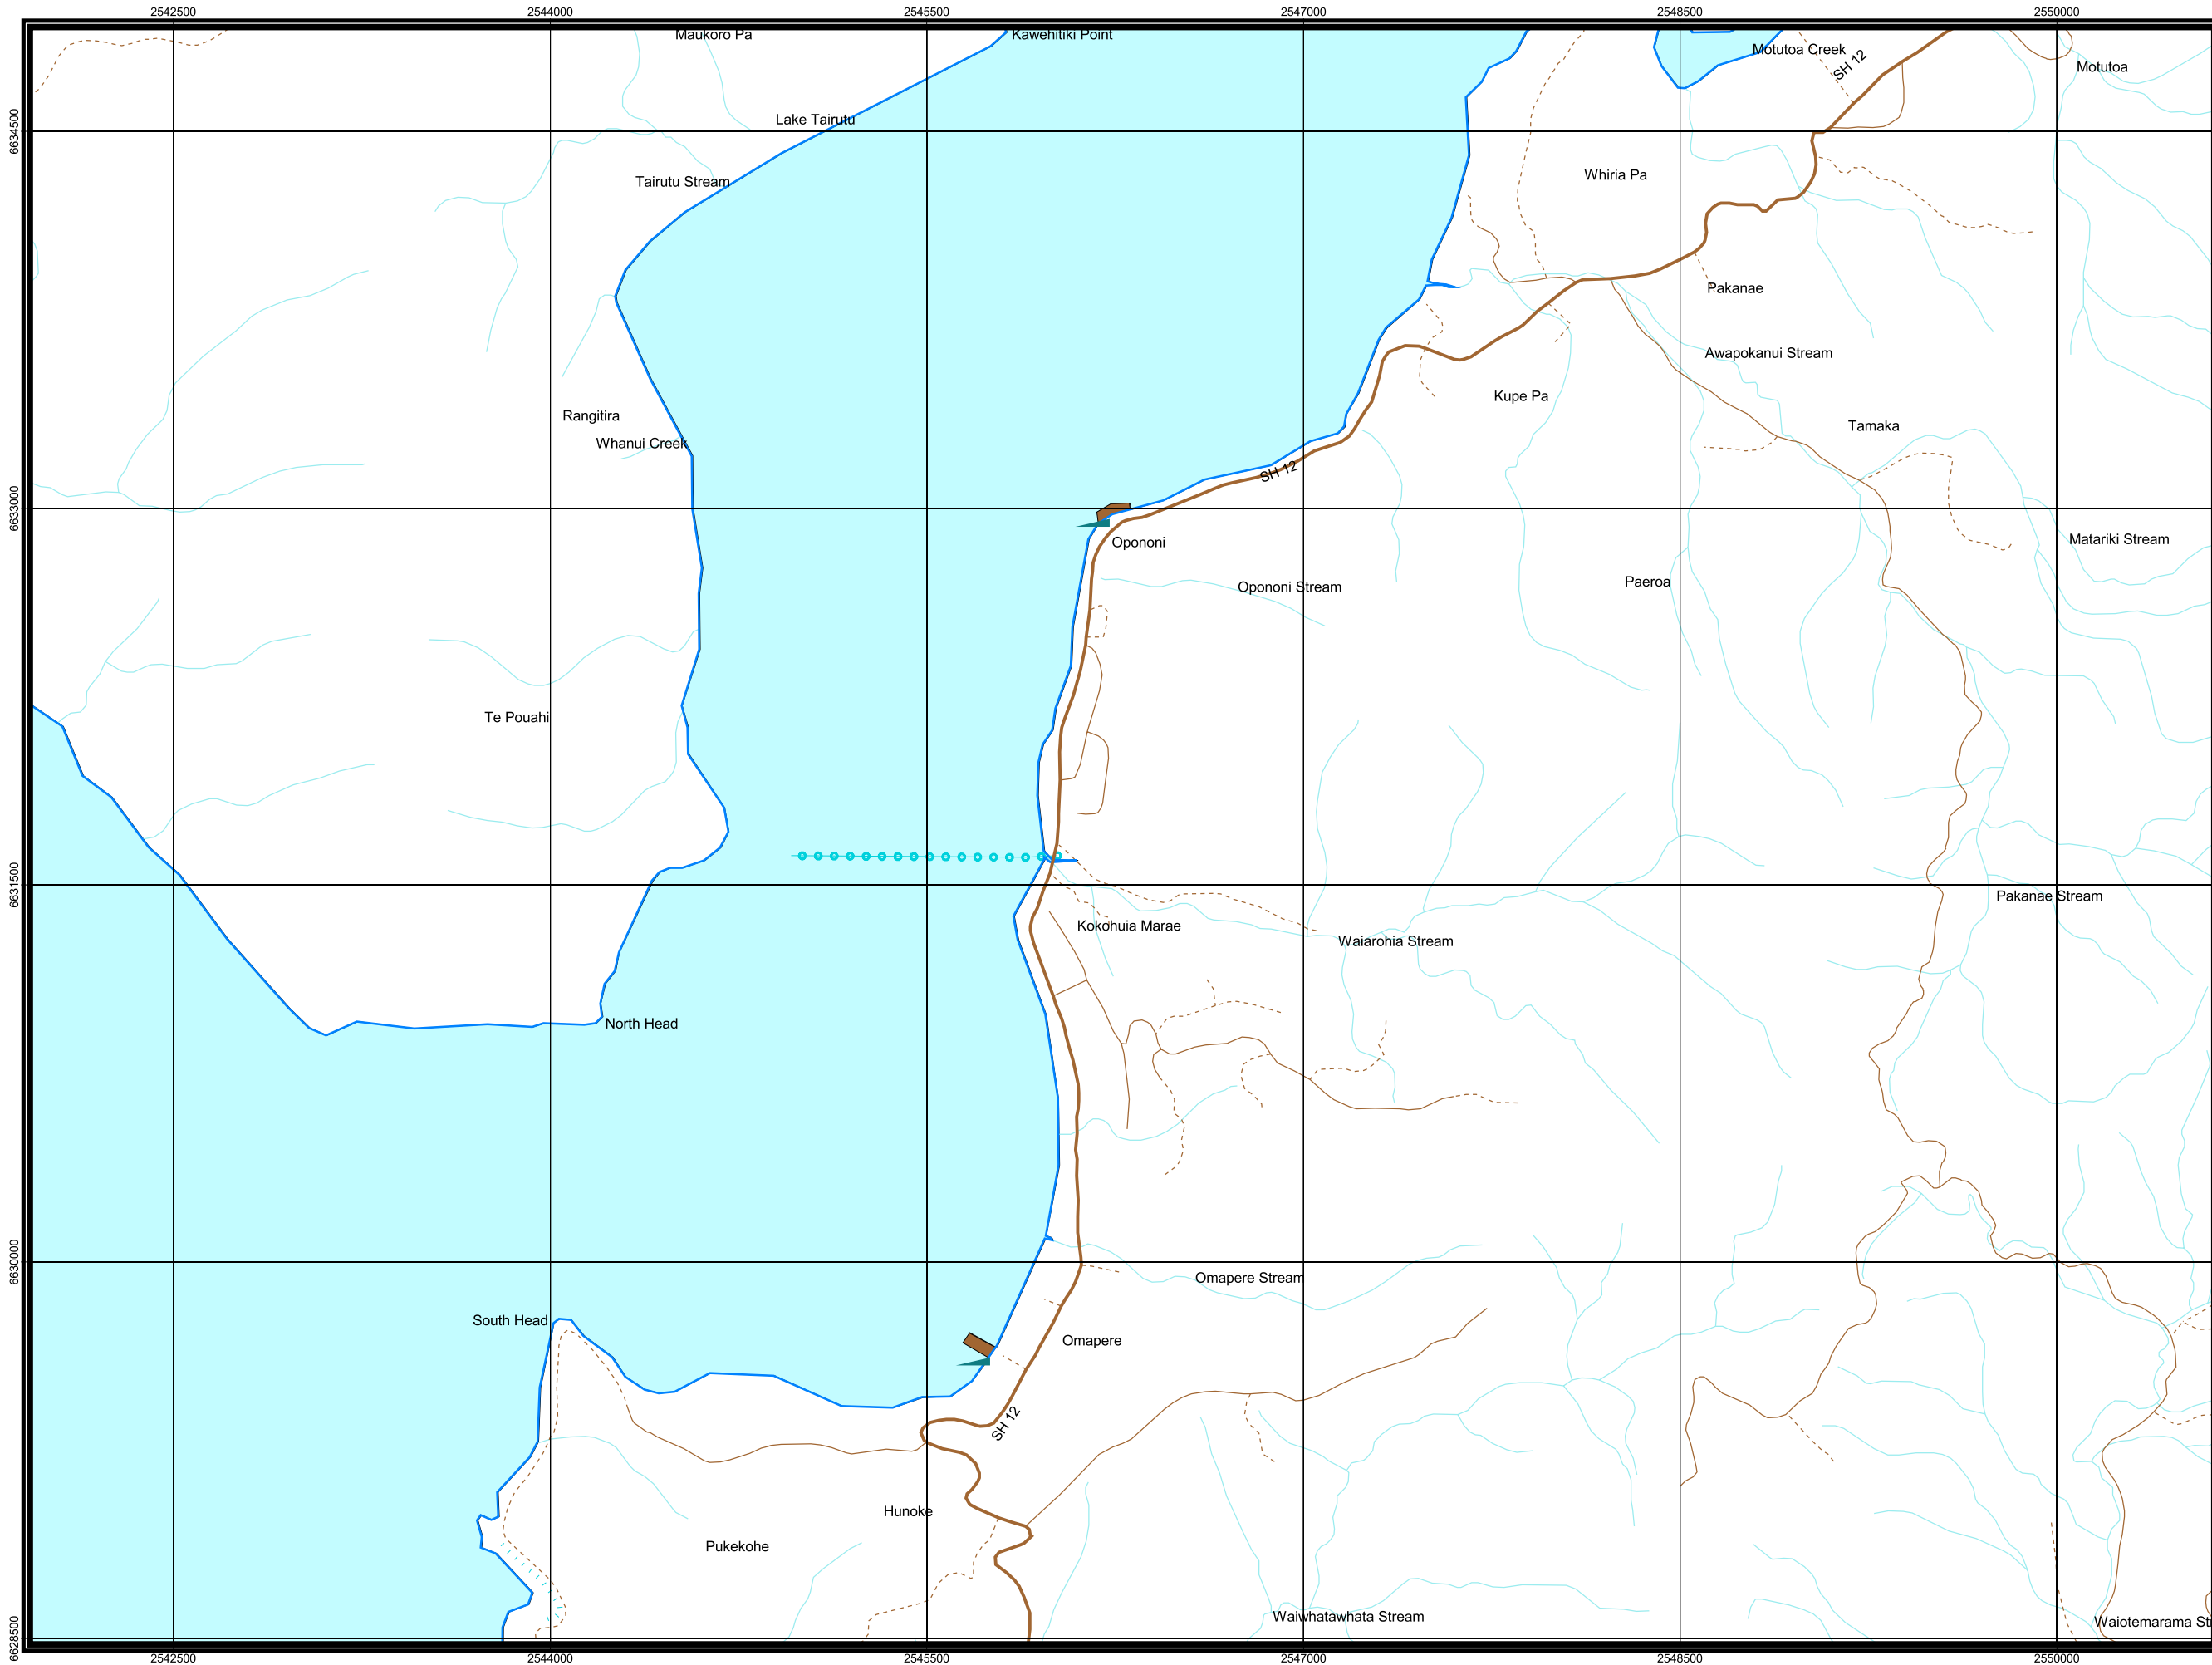 2542500 2544000 2545500 2547000 2548500 2550000
Maukoro Pa
Kawehitiki Point
Motutoa Creek
SH 12
Motutoa
Lake Tairutu
6634500
Whiria Pa
Tairutu Stream
Pakanae
Awapokanui Stream
Kupe Pa
Rangitira
Tamaka
Whanui Creek
SH 12
6633000
Opononi
Matariki Stream
Paeroa
Opononi Stream
Te Pouahi
6631500
Pakanae Stream
Kokohuia Marae
Waiarohia Stream
North Head
6630000
Omapere Stream
South Head
Omapere
SH 12
Hunoke
Pukekohe
Waiwhatawhata Stream
Waiotemarama St
6628500
2542500 2544000 2545500 2547000 2548500 2550000